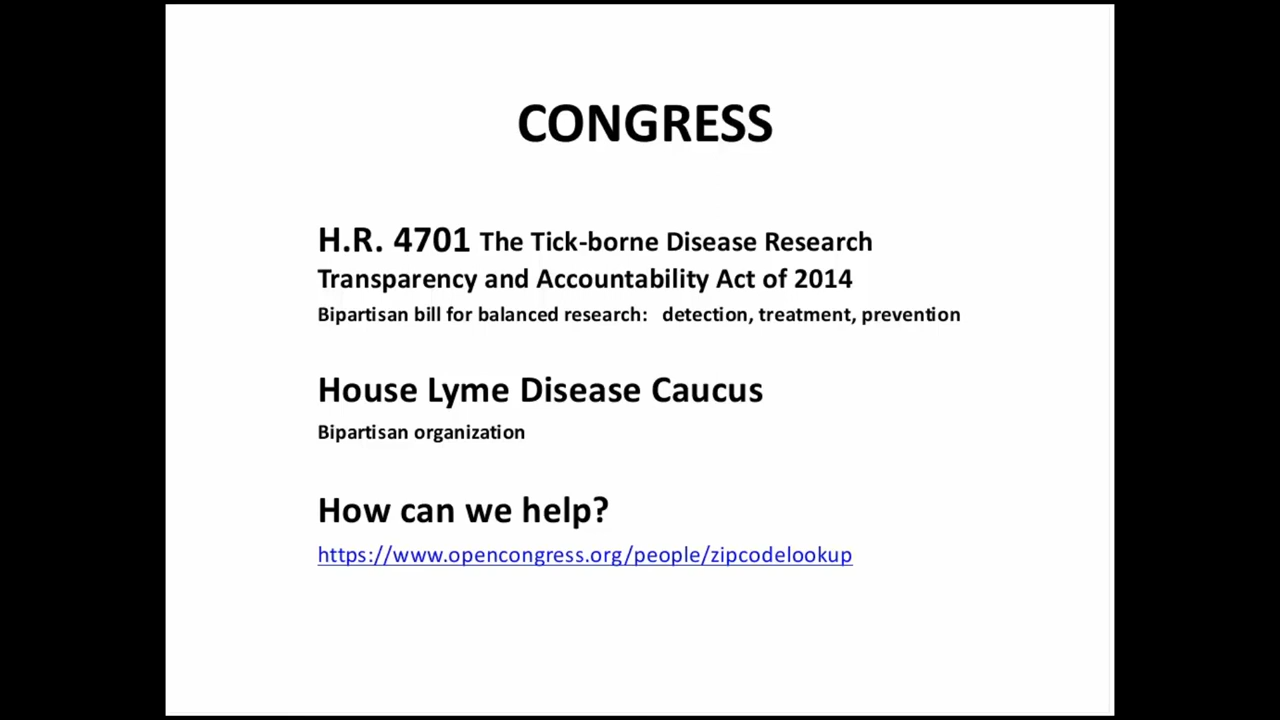 CONGRESS
H.R. 4701 The Tick-borne Disease Research
Transparency and Accountability Act of 2014
Bipartisan bill for balanced research: detection, treatment, prevention
House Lyme Disease Caucus
Bipartisan organization
How can we help?
https://www.opencongress.org/people/zipcodelookup